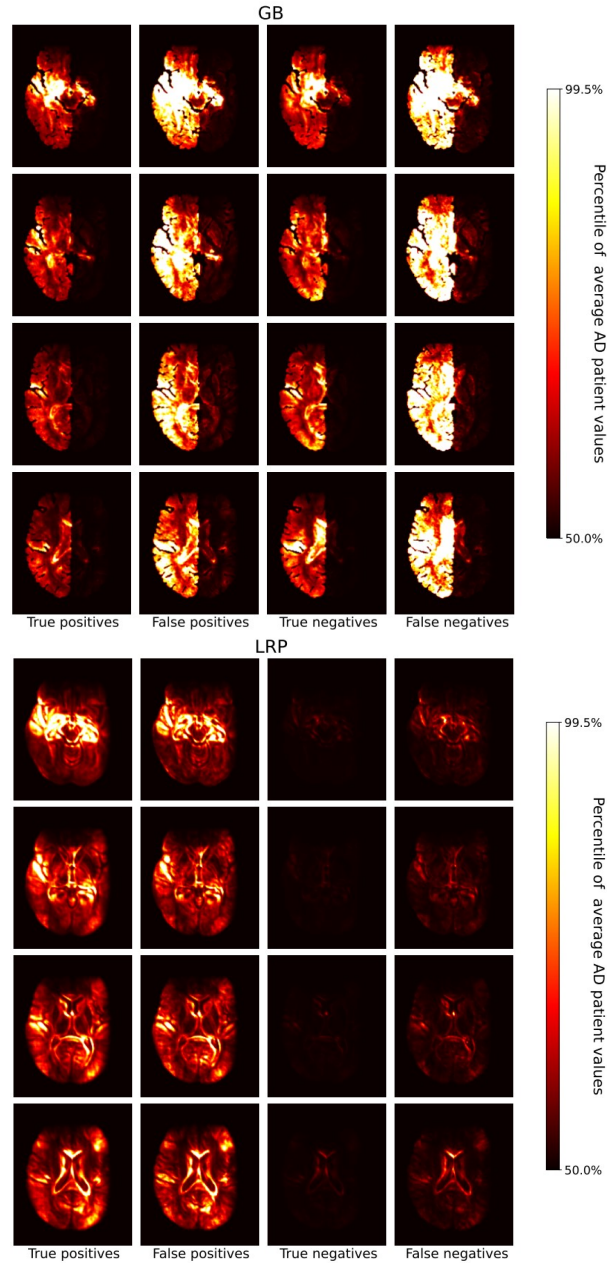 GB
99.5%
Percentile of average AD patient values
50.0%
True positives False positives True negatives False negatives
LRP
99.5%
Percentile of average AD patient values
50.0%
True positives False positives True negatives False negatives